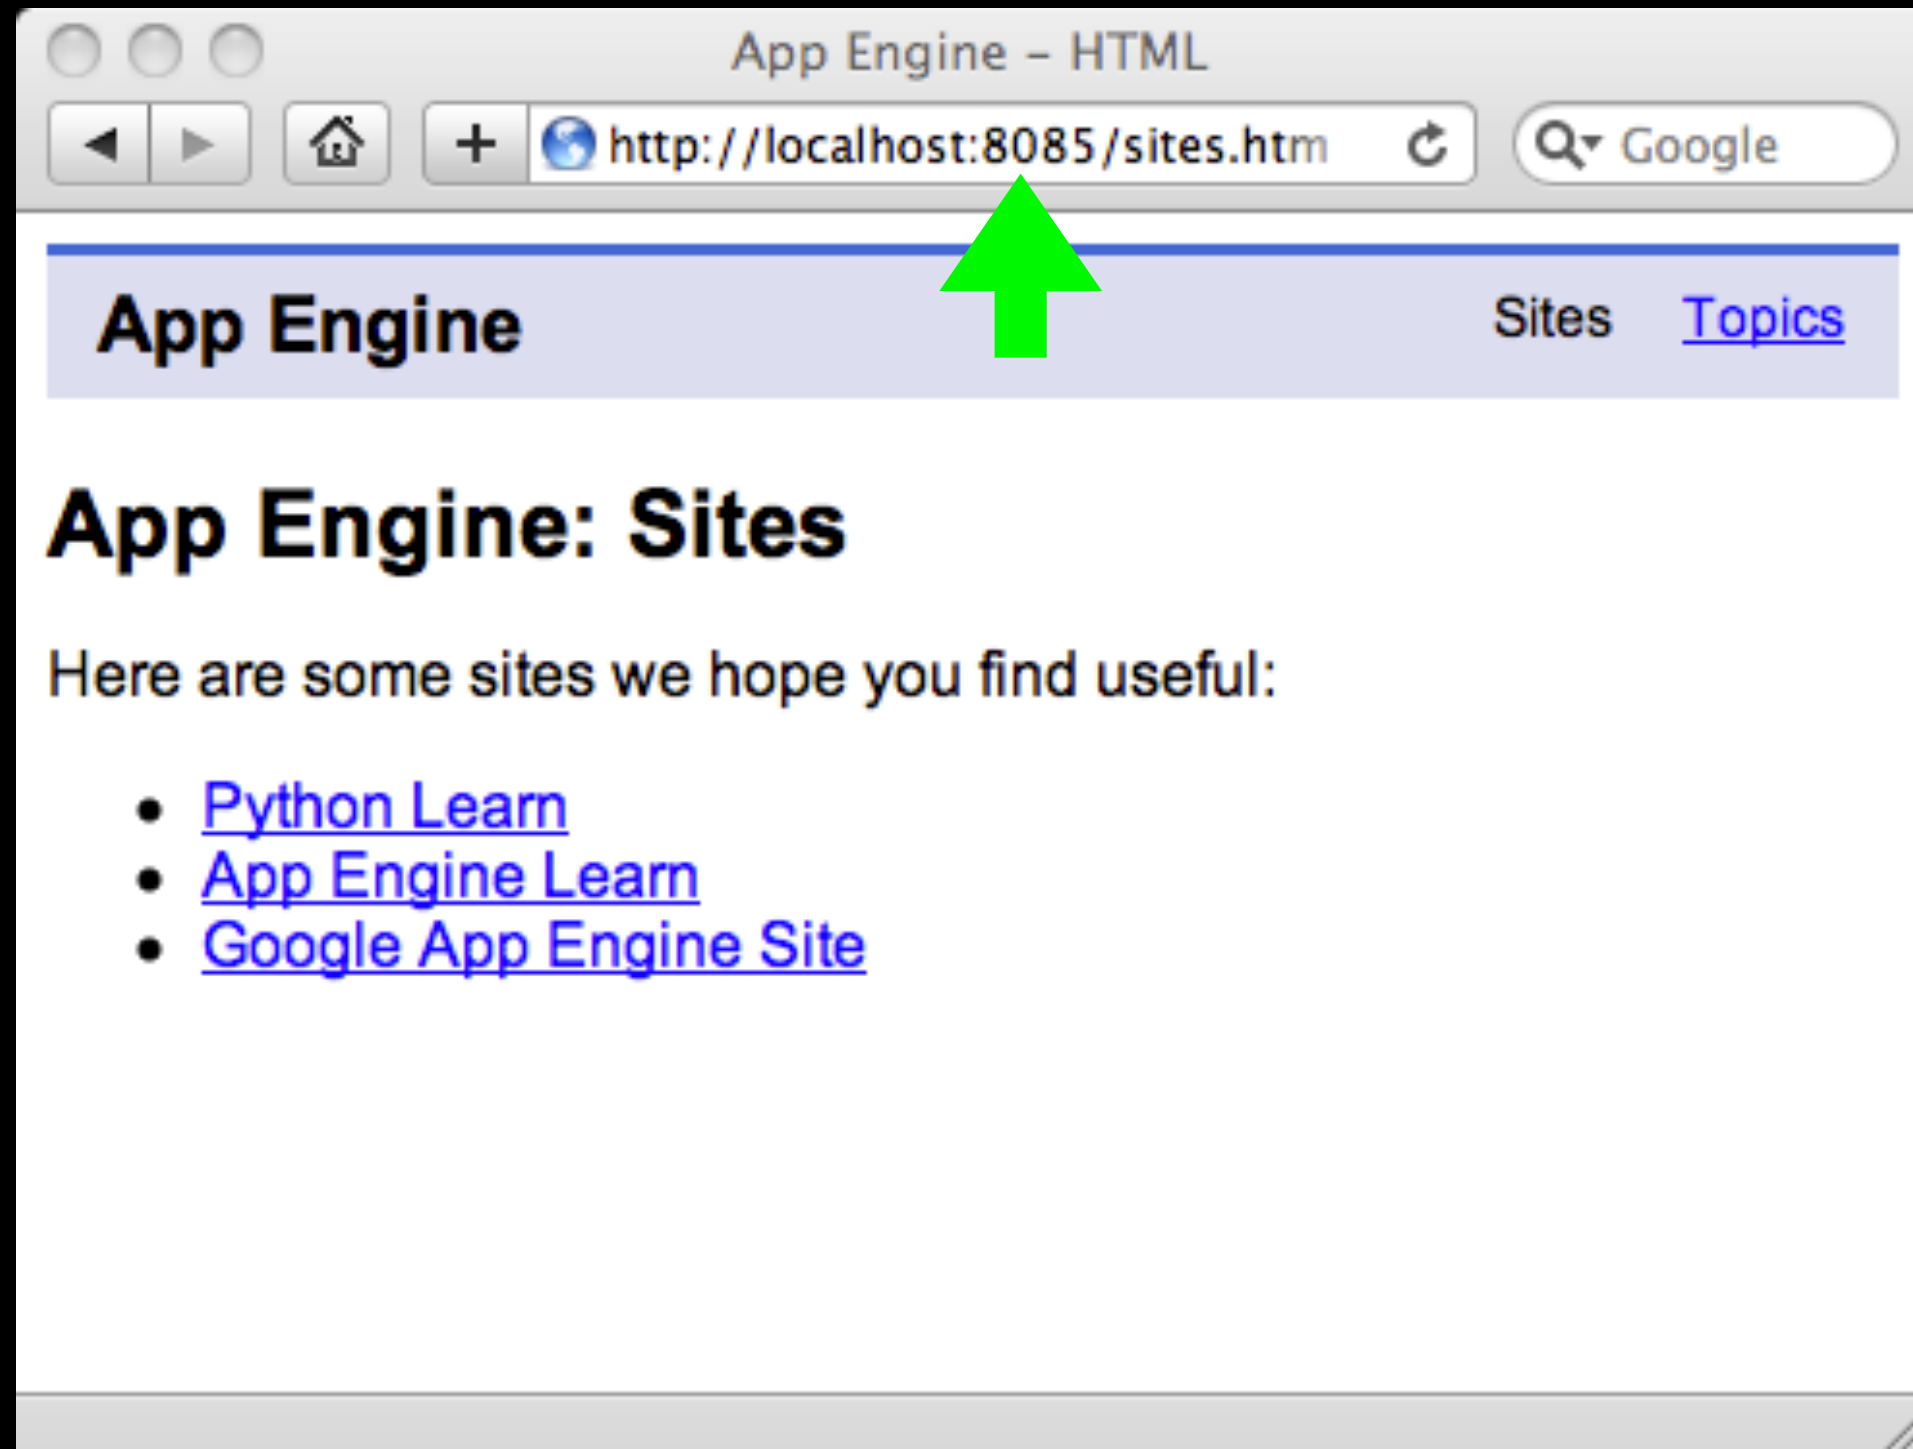 App Engine – HTML
http://localhost:8085/sites.htm
Google
App Engine
Sites Topics
App Engine: Sites
Here are some sites we hope you find useful:
• Python Learn
• App Engine Learn
• Google App Engine Site